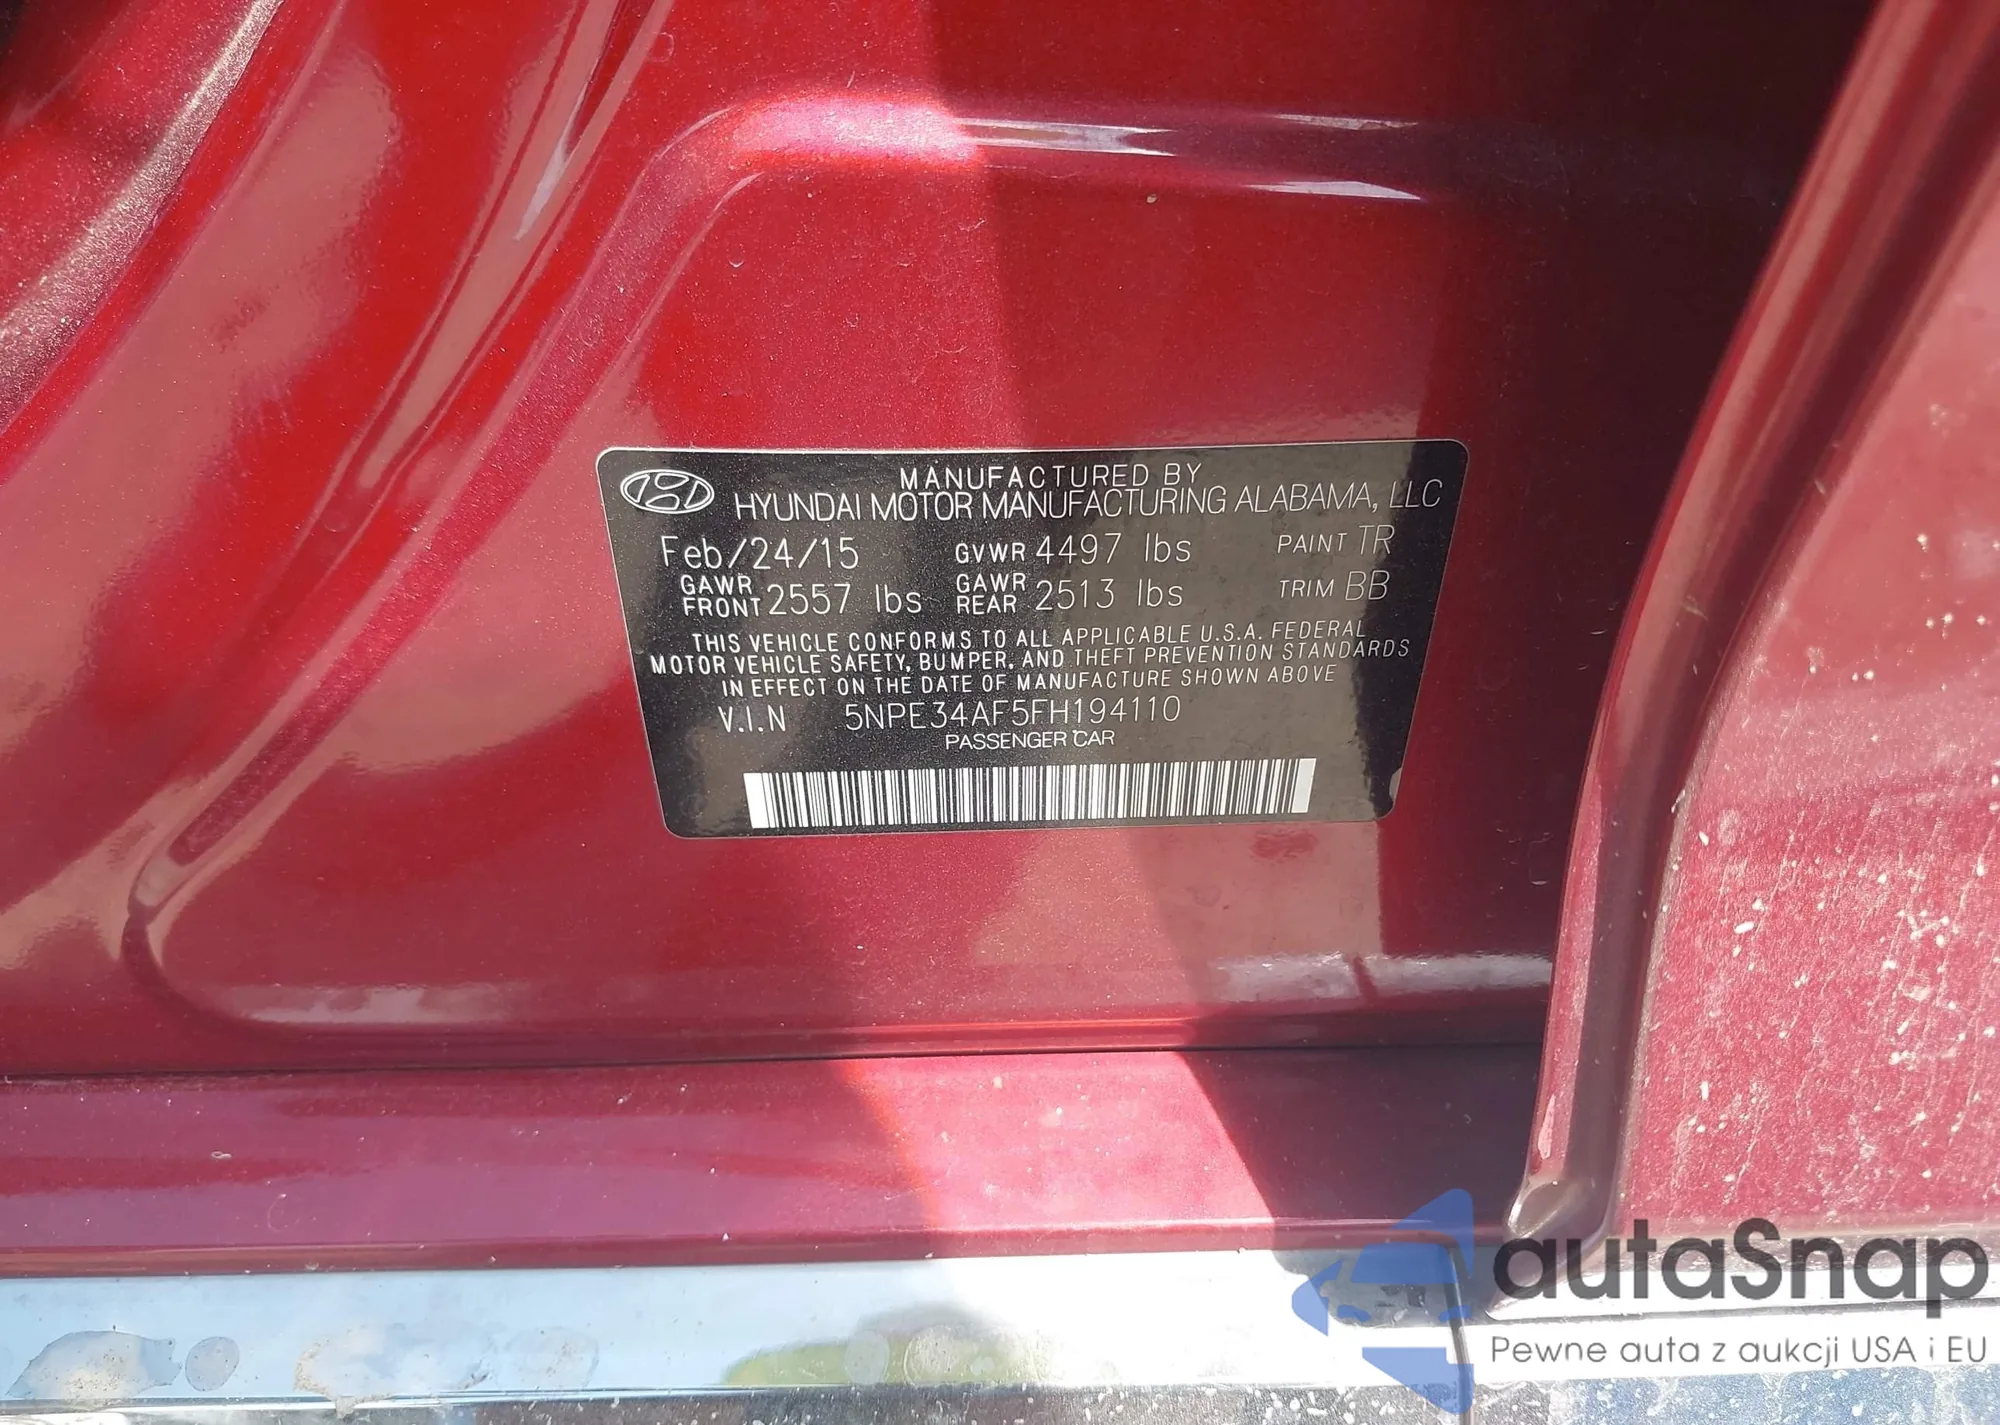 MANUFACTURED BY
HYUNDAI MOTOR MANUFACTURING ALABAMA, LLC
Feb/24/15 GVWR 4497 lbs PAINT TR
GAWR FRONT 2557 lbs GAWR REAR 2513 lbs TRIM BB
THIS VEHICLE CONFORMS TO ALL APPLICABLE U.S.A. FEDERAL
MOTOR VEHICLE SAFETY, BUMPER, AND THEFT PREVENTION STANDARDS
IN EFFECT ON THE DATE OF MANUFACTURE SHOWN ABOVE
V.I.N 5NPE34AF5FH194110
PASSENGER CAR
autaSnap
Pewne auta z aukcji USA i EU